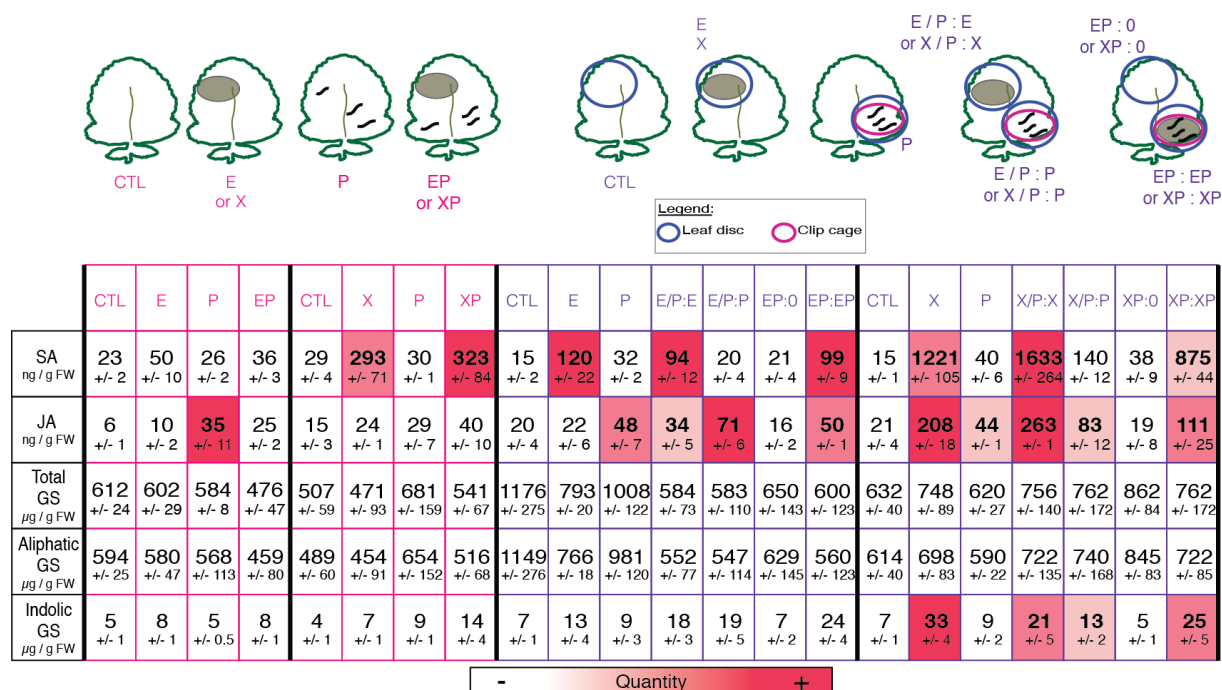 E
X
E / P : E
or X / P : X
EP : 0
or XP : 0
P
CTL
E
or X
P
EP
or XP
CTL
E / P : P
or X / P : P
EP : EP
or XP : XP
Legend:
Leaf disc
Clip cage
CTL E P EP CTL X P XP CTL E P E/P:E E/P:P EP:0 EP:EP CTL X P X/P:X X/P:P XP:0 XP:XP
SA 23 50 26 36 29 293 30 323 15 120 32 94 20 21 99 15 1221 40 1633 140 38 875
ng / g FW +/- 2 +/- 10 +/- 2 +/- 3 +/- 4 +/- 71 +/- 1 +/- 84 +/- 2 +/- 22 +/- 2 +/- 12 +/- 4 +/- 4 +/- 9 +/- 1 +/- 105 +/- 6 +/- 264 +/- 12 +/- 9 +/- 44
JA 6 10 35 25 15 24 29 40 20 22 48 34 71 16 50 21 208 44 263 83 19 111
ng / g FW +/- 1 +/- 2 +/- 11 +/- 2 +/- 3 +/- 1 +/- 7 +/- 10 +/- 4 +/- 6 +/- 7 +/- 5 +/- 6 +/- 2 +/- 1 +/- 4 +/- 18 +/- 1 +/- 1 +/- 12 +/- 8 +/- 25
Total
GS 612 602 584 476 507 471 681 541 1176 793 1008 584 583 650 600 632 748 620 756 762 862 762
µg / g FW +/- 24 +/- 29 +/- 8 +/- 47 +/- 59 +/- 93 +/- 159 +/- 67 +/- 275 +/- 20 +/- 122 +/- 73 +/- 110 +/- 143 +/- 123 +/- 40 +/- 89 +/- 27 +/- 140 +/- 172 +/- 84 +/- 172
Aliphatic
GS 594 580 568 459 489 454 654 516 1149 766 981 552 547 629 560 614 698 590 722 740 845 722
µg / g FW +/- 25 +/- 47 +/- 113 +/- 80 +/- 60 +/- 91 +/- 152 +/- 68 +/- 276 +/- 18 +/- 120 +/- 77 +/- 114 +/- 145 +/- 123 +/- 40 +/- 83 +/- 22 +/- 135 +/- 168 +/- 83 +/- 85
Indolic
GS 5 8 5 8 4 7 9 14 7 13 9 18 19 7 24 7 33 9 21 13 5 25
µg / g FW +/- 1 +/- 1 +/- 0.5 +/- 1 +/- 1 +/- 1 +/- 1 +/- 4 +/- 1 +/- 4 +/- 3 +/- 3 +/- 5 +/- 2 +/- 4 +/- 1 +/- 4 +/- 2 +/- 5 +/- 2 +/- 1 +/- 5
- Quantity +